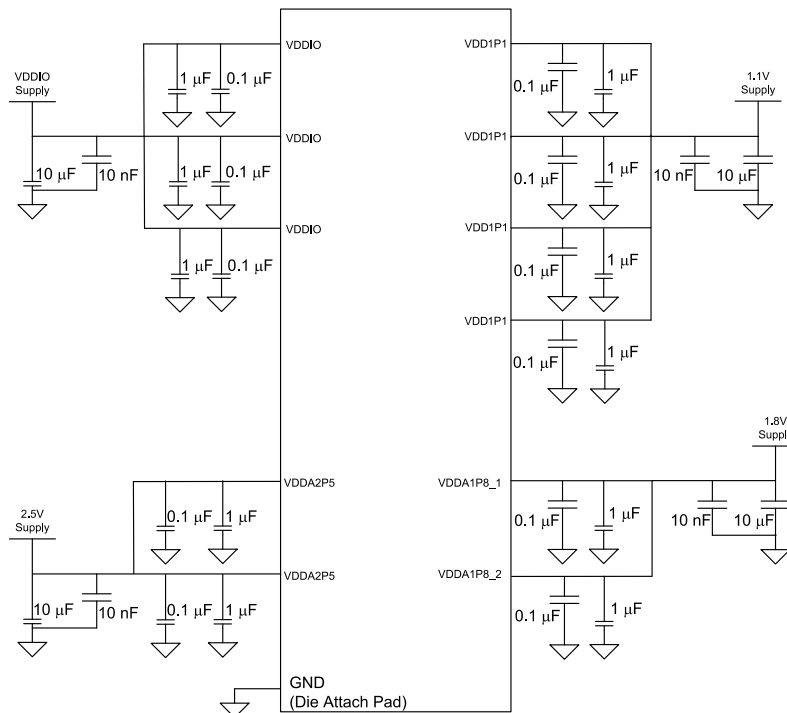 VDDIO
Supply
10 µF
10 nF
VDDIO
1 µF
0.1 µF
VDDIO
1 µF
0.1 µF
VDDIO
1 µF
0.1 µF
2.5V
Supply
10 µF
10 nF
VDDA2P5
0.1 µF
1 µF
VDDA2P5
0.1 µF
1 µF
GND
(Die Attach Pad)
VDD1P1
0.1 µF
1 µF
VDD1P1
0.1 µF
1 µF
VDD1P1
0.1 µF
1 µF
VDD1P1
0.1 µF
1 µF
1.1V
Supply
10 nF
10 µF
VDDA1P8_1
0.1 µF
1 µF
VDDA1P8_2
0.1 µF
1 µF
1.8V
Supply
10 nF
10 µF